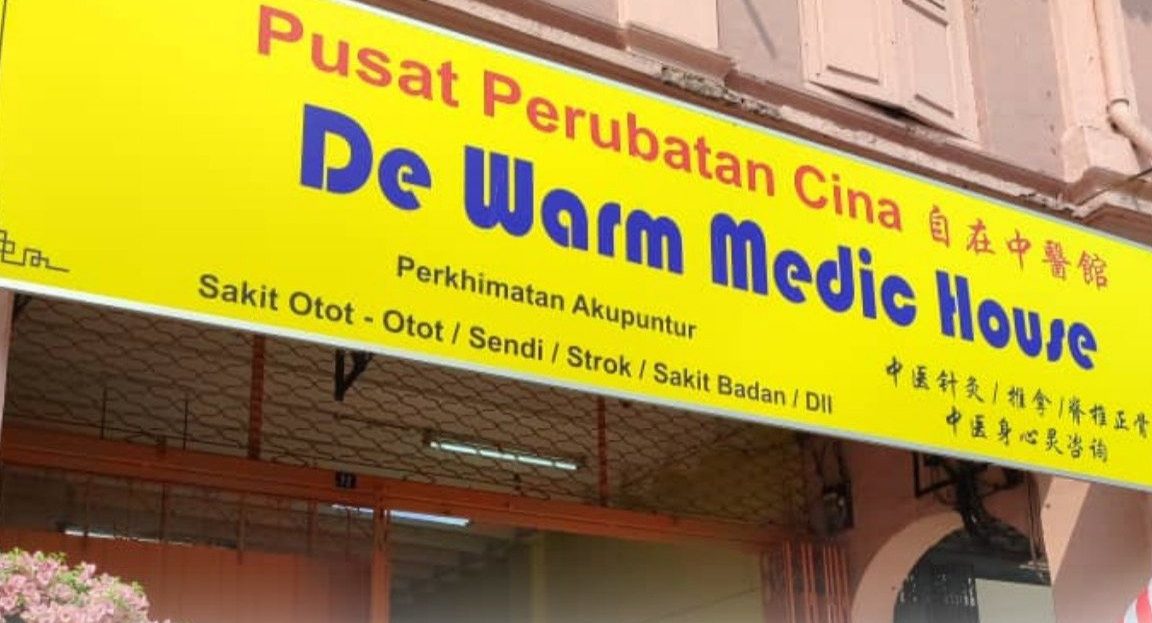 Pusat Perubatan Cina 自在中醫館
De Warm Medic House
Perkhimatan Akupuntur
Sakit Otot - Otot / Sendi / Strok / Sakit Badan / Dll
中医针灸 / 推拿 / 脊椎正骨
中医身心灵咨询